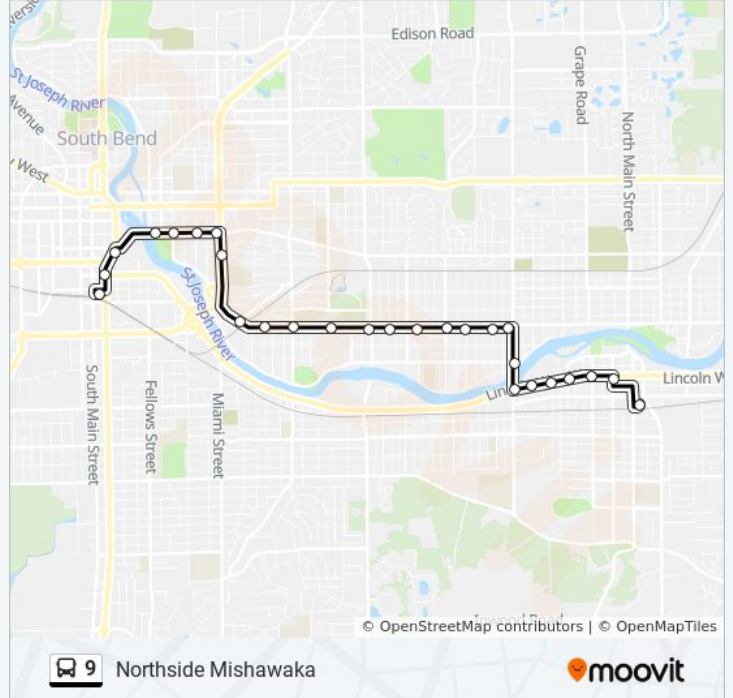 Edison Road
St Joseph River
Grape Road
Avenue
South Bend
North Main Street
West
St Joseph River
South Main Street
Fellows Street
Miami Street
Lin
Lincoln W
© OpenStreetMap contributors | © OpenMapTiles
9 Northside Mishawaka
moovit